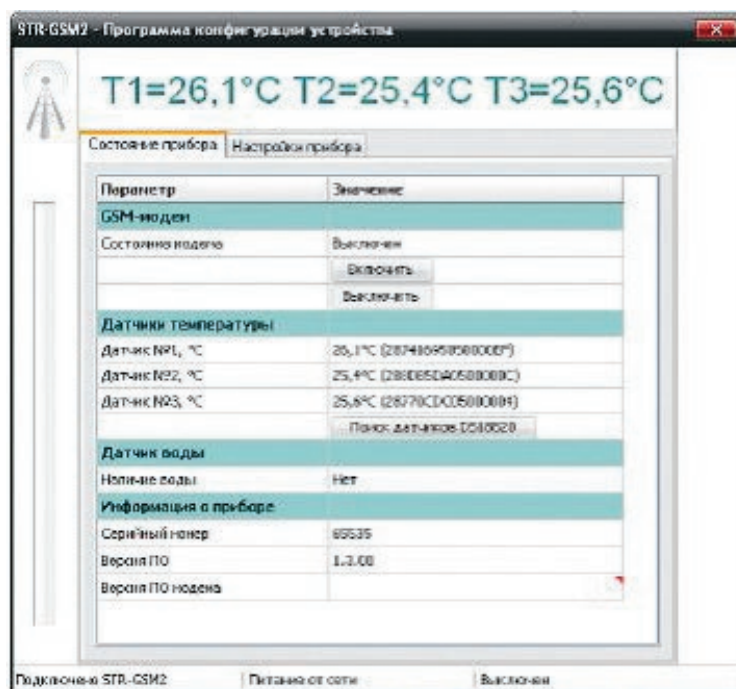 STR-GSM2 - Программа конфигурации устройства
T1=26,1°C T2=25,4°C T3=25,6°C
Состояние прибора Настройки прибора
Параметр Значение
GSM-модем
Состояние модема Выключен
Включить
Выключить
Датчики температуры
Датчик №1, °C 26,1°C
Датчик №2, °C 25,4°C
Датчик №3, °C 25,6°C
Поиск датчиков DS18B20
Датчик воды
Наличие воды Нет
Информация о приборе
Серийный номер 65535
Версия ПО 1.3.00
Версия ПО модема
Подключено STR-GSM2 Питание от сети Выключен